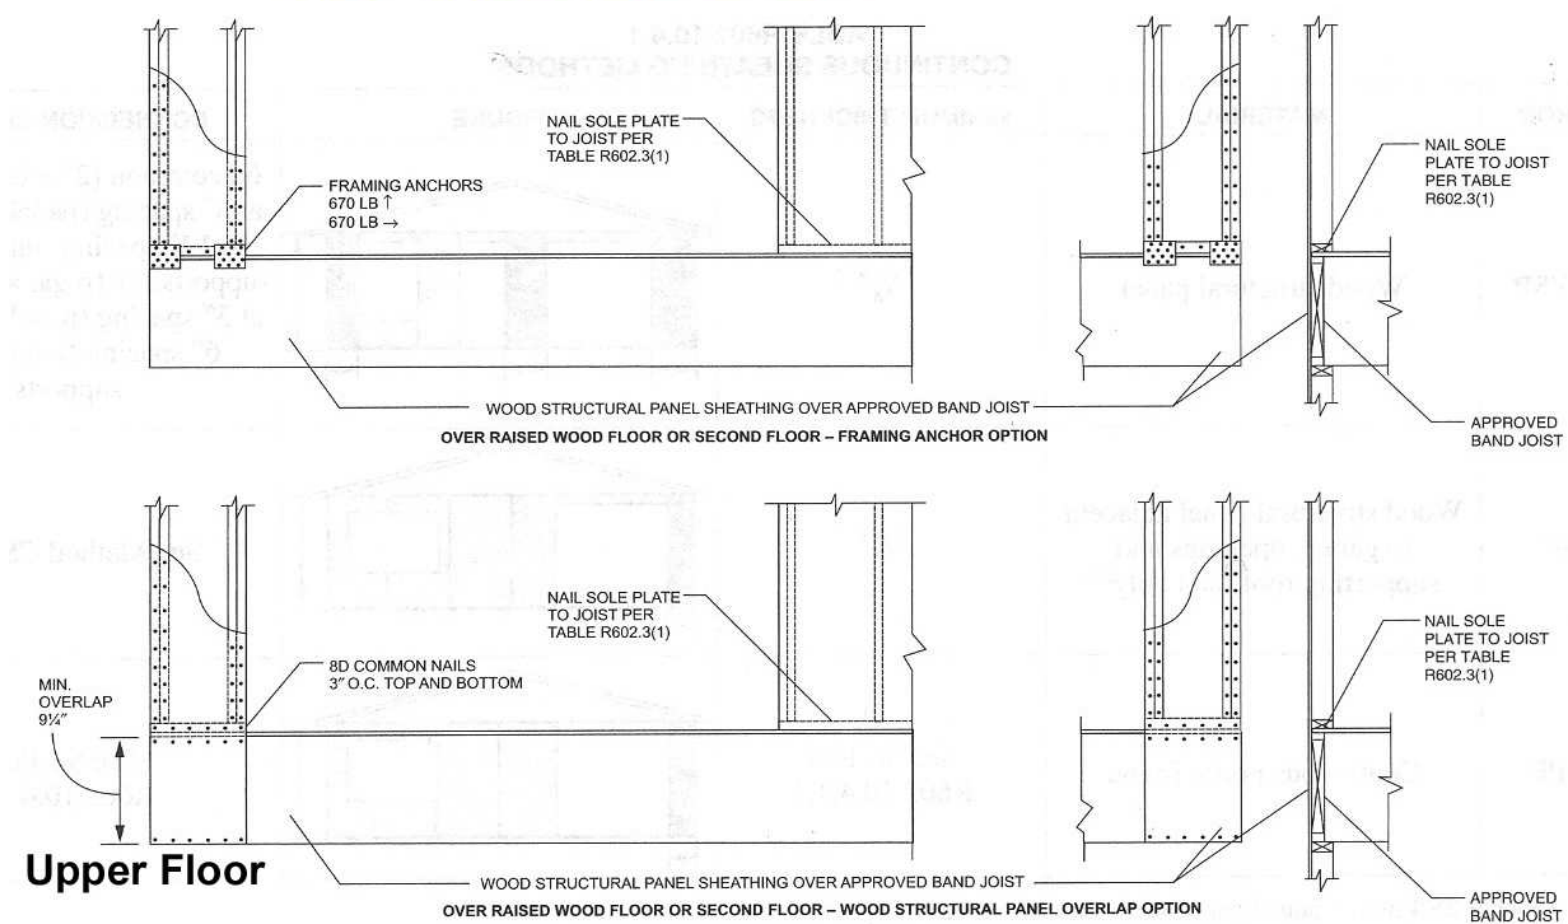 NAIL SOLE PLATE
TO JOIST PER
TABLE R602.3(1)
FRAMING ANCHORS
670 LB ↑
670 LB →
NAIL SOLE
PLATE TO JOIST
PER TABLE
R602.3(1)
WOOD STRUCTURAL PANEL SHEATHING OVER APPROVED BAND JOIST
OVER RAISED WOOD FLOOR OR SECOND FLOOR – FRAMING ANCHOR OPTION
APPROVED
BAND JOIST
NAIL SOLE PLATE
TO JOIST PER
TABLE R602.3(1)
8D COMMON NAILS
3" O.C. TOP AND BOTTOM
MIN.
OVERLAP
9¼"
NAIL SOLE
PLATE TO JOIST
PER TABLE
R602.3(1)
Upper Floor
WOOD STRUCTURAL PANEL SHEATHING OVER APPROVED BAND JOIST
OVER RAISED WOOD FLOOR OR SECOND FLOOR – WOOD STRUCTURAL PANEL OVERLAP OPTION
APPROVED
BAND JOIST